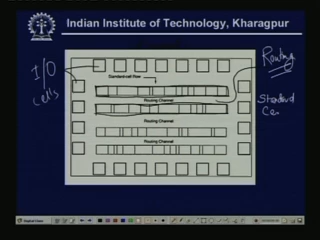 Indian Institute of Technology, Kharagpur
I/O
cells
Routing
Standard cell Row
Routing Channel
Standard
Ce
Routing Channel
Routing Channel